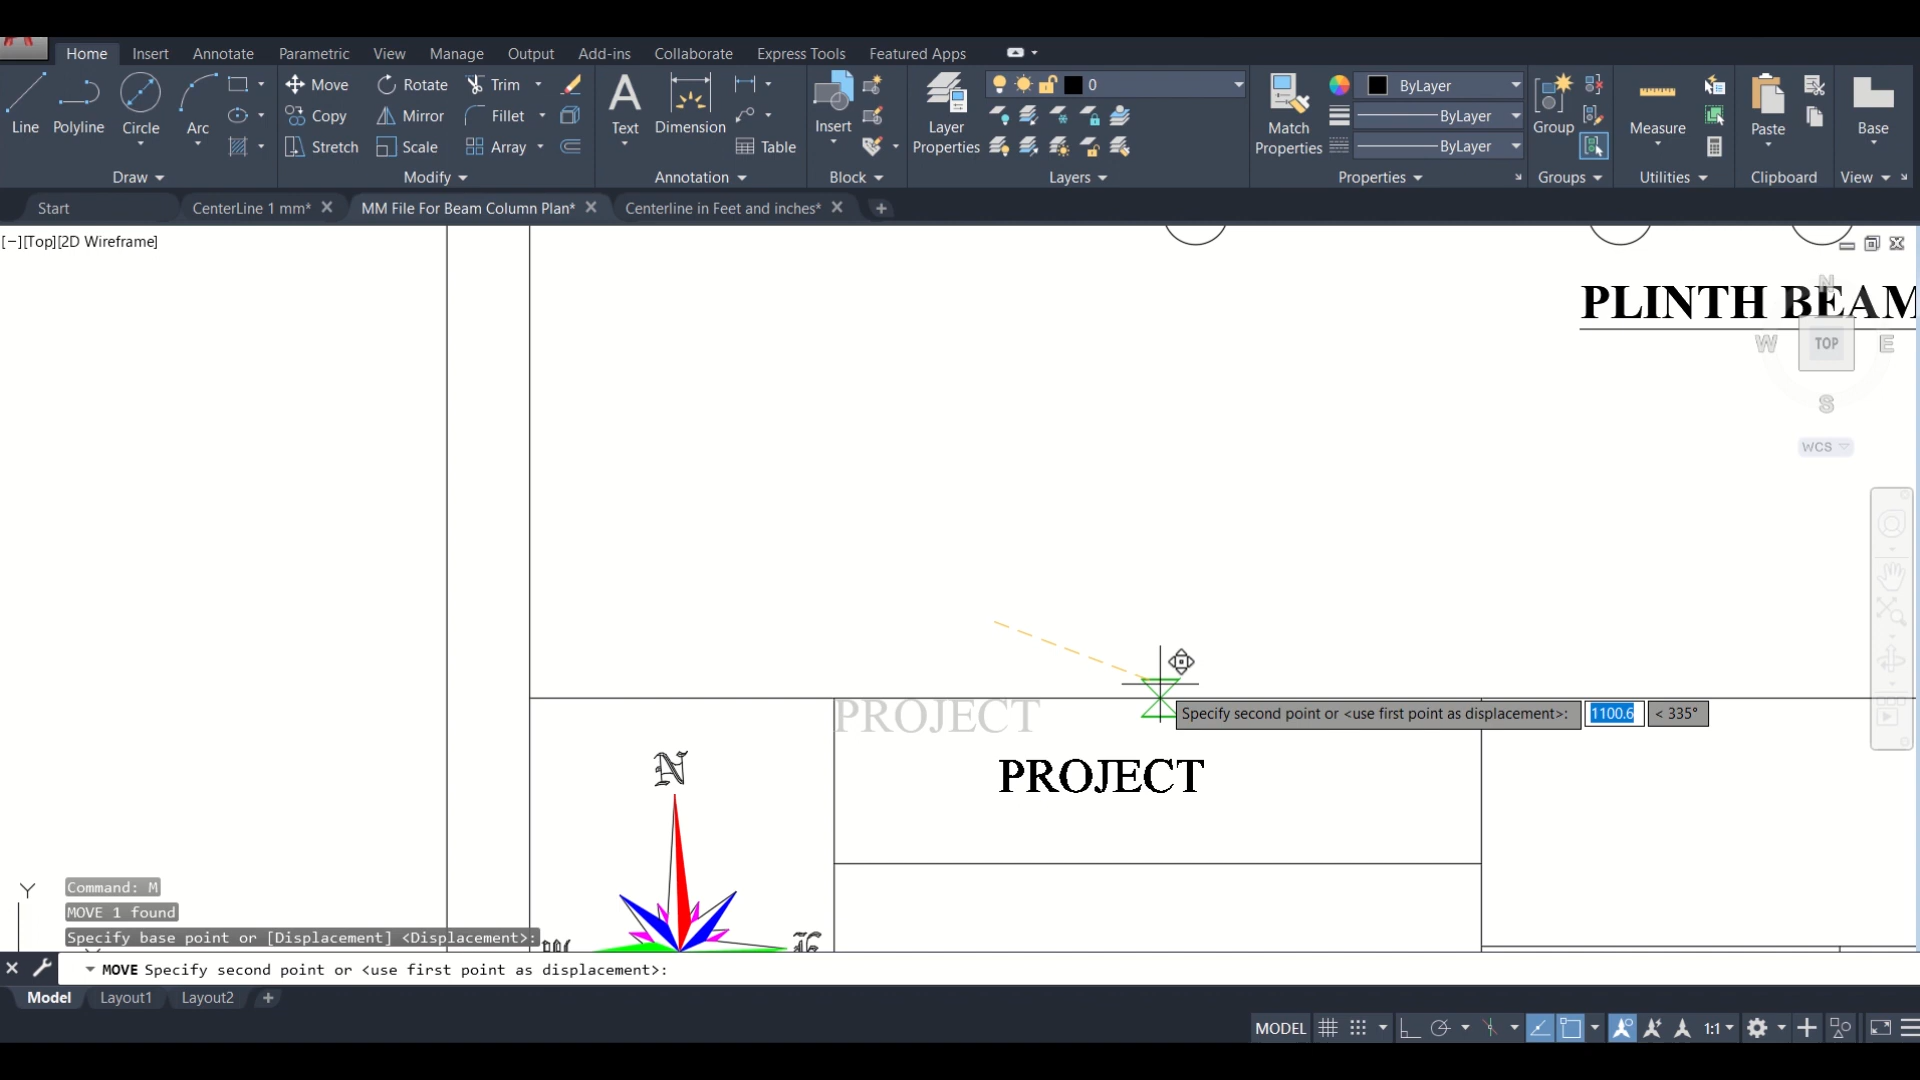 Home Insert Annotate Parametric View Manage Output Add-ins Collaborate Express Tools Featured Apps
Move Rotate Trim
Copy Mirror Fillet
Stretch Scale Array
Line Polyline Circle Arc
Text Dimension Table
Insert
Layer Properties
0
Match Properties
ByLayer
ByLayer
ByLayer
Group Measure Paste Base
Draw Modify Annotation Block Layers Properties Groups Utilities Clipboard View
Start CenterLine 1 mm* MM File For Beam Column Plan* Centerline in Feet and inches*
[−][Top][2D Wireframe]
PLINTH BEAM
N
W TOP E
S
WCS
PROJECT
Specify second point or <use first point as displacement>: 1100.6 < 335°
PROJECT
N
Y
Command: M
MOVE 1 found
Specify base point or [Displacement] <Displacement>:
MOVE Specify second point or <use first point as displacement>:
Model Layout1 Layout2
MODEL 1:1